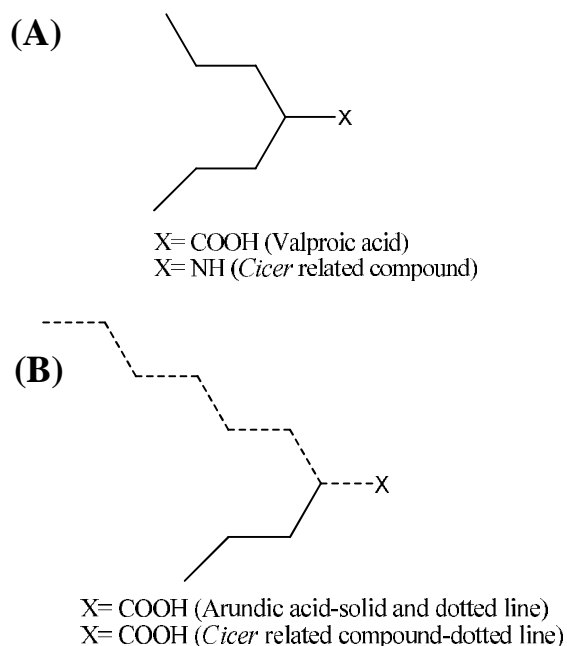 (A)
X
X= COOH (Valproic acid)
X= NH (Cicer related compound)
(B)
X
X= COOH (Arundic acid-solid and dotted line)
X= COOH (Cicer related compound-dotted line)